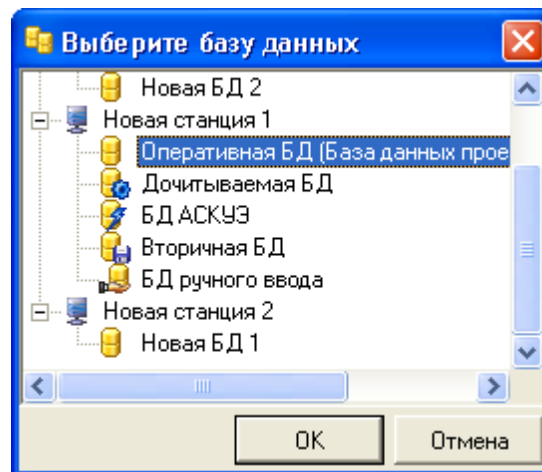 Выберите базу данных
Новая БД 2
Новая станция 1
Оперативная БД (База данных прое
Дочитываемая БД
БД АСКУЭ
Вторичная БД
БД ручного ввода
Новая станция 2
Новая БД 1
OK
Отмена